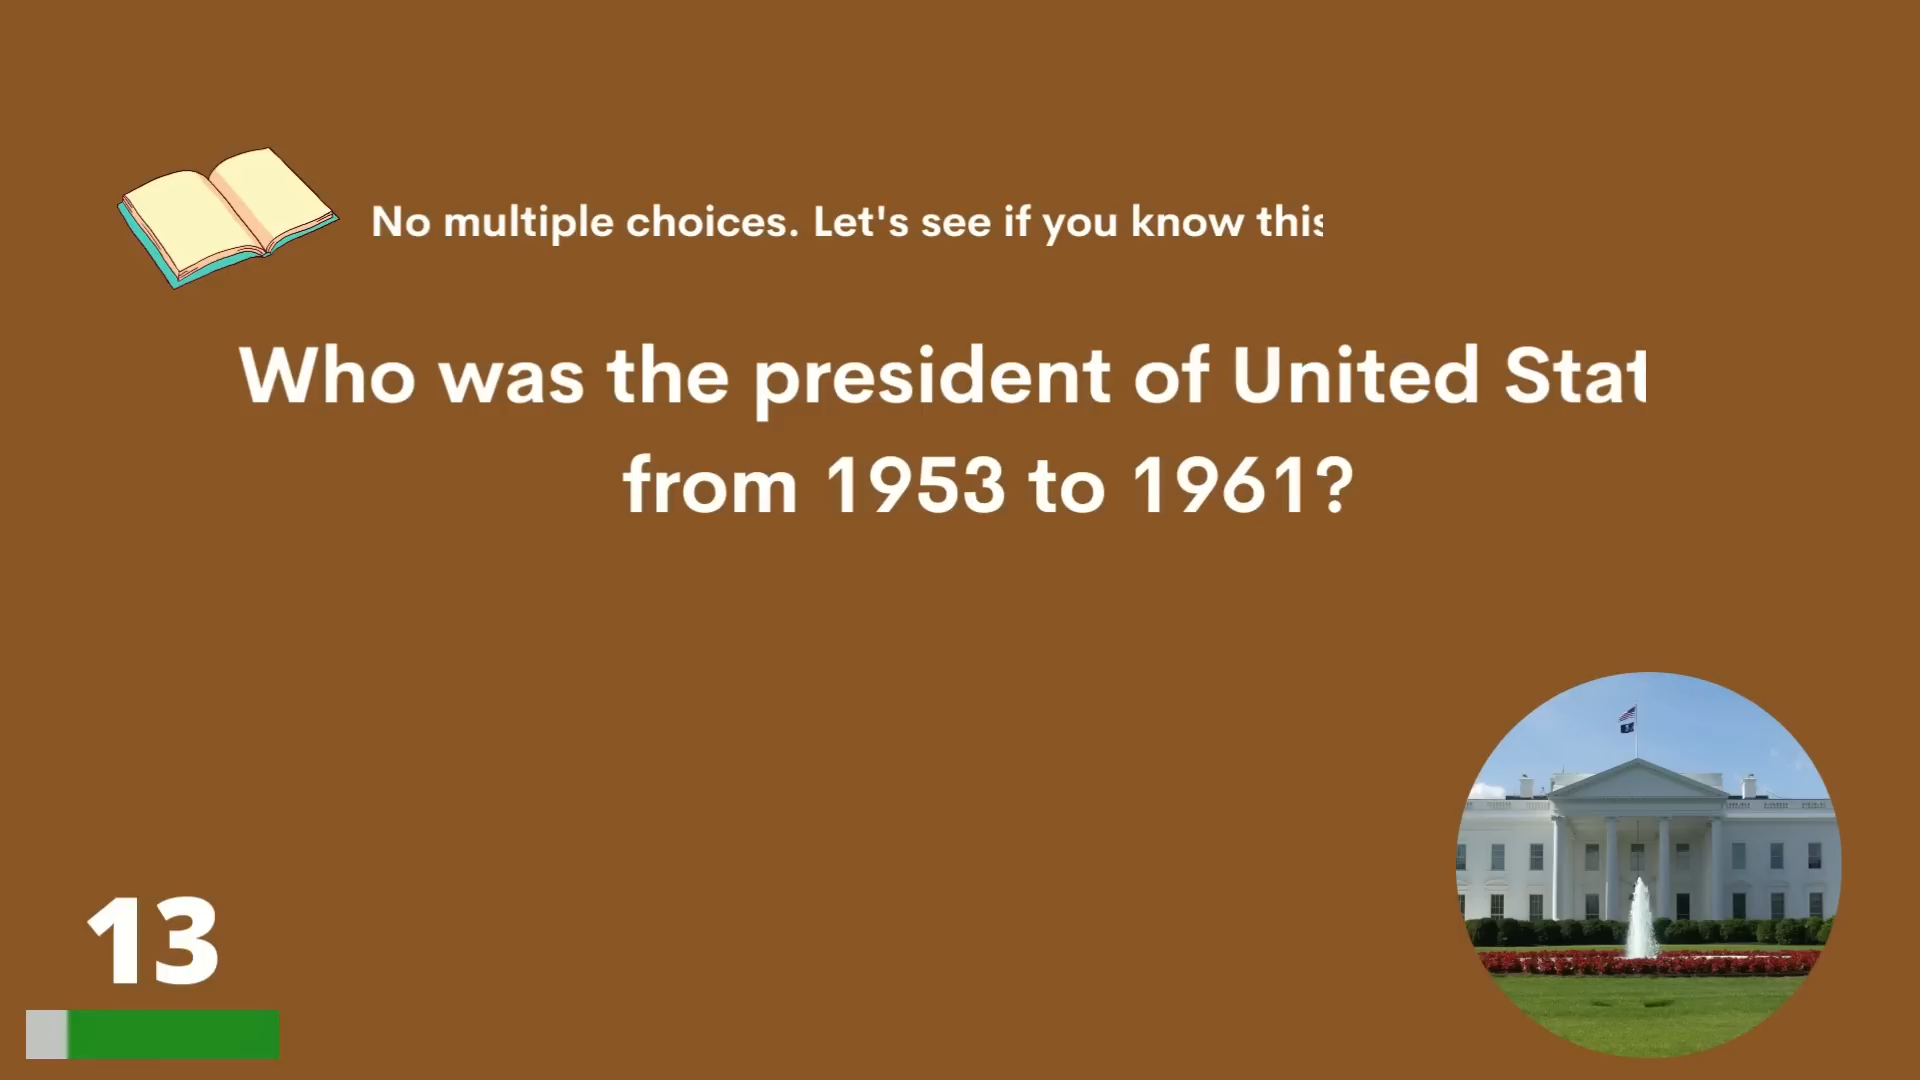 No multiple choices. Let's see if you know this
Who was the president of United Stat
from 1953 to 1961?
13